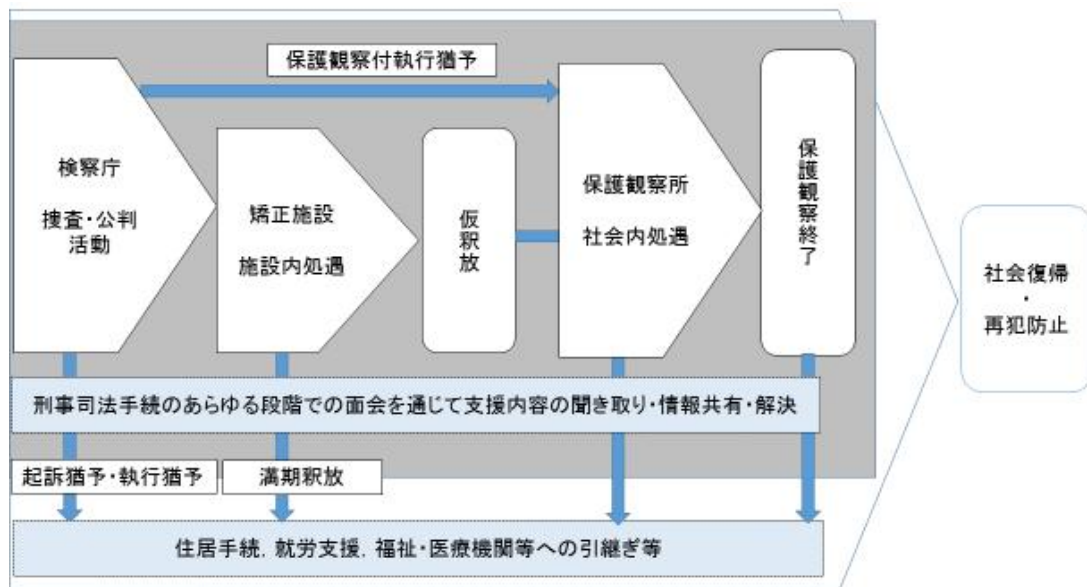 保護観察付執行猶予
検察庁
捜査・公判
活動
矯正施設
施設内処遇
仮釈放
保護観察所
社会内処遇
保護観察終了
社会復帰
・
再犯防止
刑事司法手続のあらゆる段階での面会を通じて支援内容の聞き取り・情報共有・解決
起訴猶予・執行猶予
満期釈放
住居手続，就労支援，福祉・医療機関等への引継ぎ等